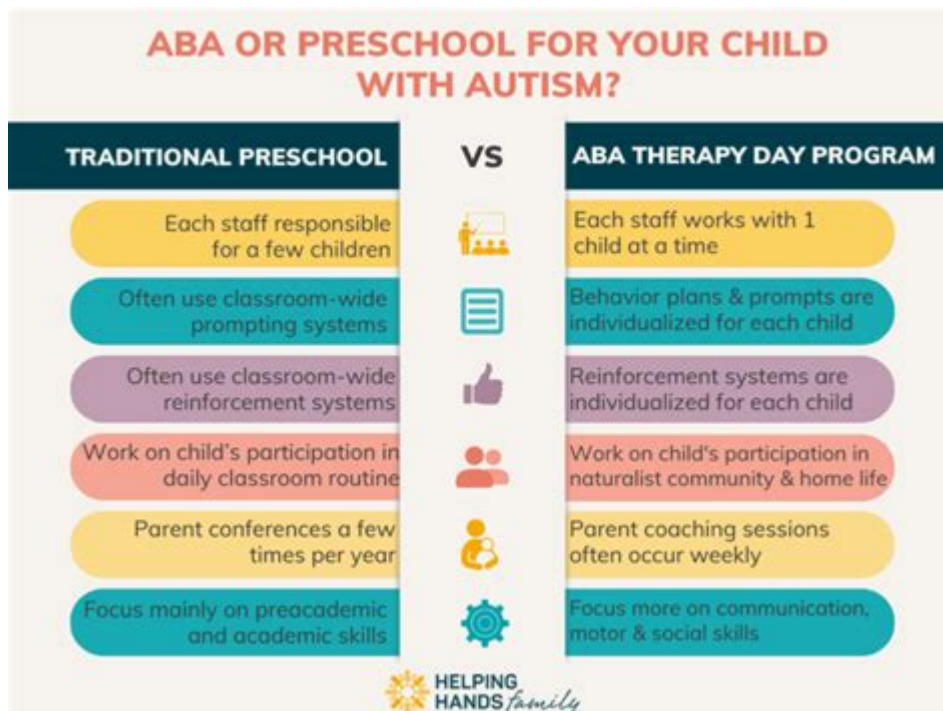 ABA OR PRESCHOOL FOR YOUR CHILD
WITH AUTISM?
TRADITIONAL PRESCHOOL
VS
ABA THERAPY DAY PROGRAM
Each staff responsible
for a few children
Each staff works with 1
child at a time
Often use classroom-wide
prompting systems
Behavior plans & prompts are
individualized for each child
Often use classroom-wide
reinforcement systems
Reinforcement systems are
individualized for each child
Work on child's participation in
daily classroom routine
Work on child's participation in
naturalist community & home life
Parent conferences a few
times per year
Parent coaching sessions
often occur weekly
Focus mainly on preacademic
and academic skills
Focus more on communication,
motor & social skills
HELPING
HANDS family